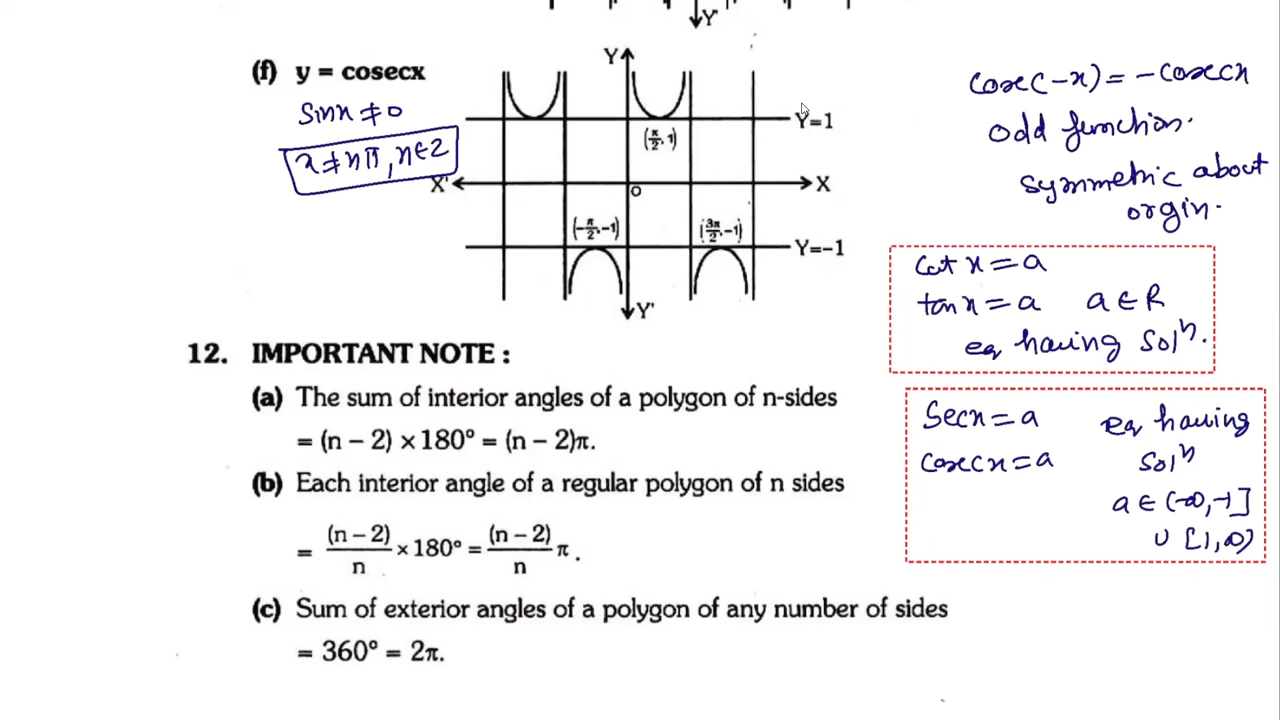 Y'
(f) y = cosecx
sinx ≠ 0
x ≠ nπ, n∈Z
Y
Y=1
(π/2, 1)
X'
X
O
(-π/2, -1)
(3π/2, -1)
Y=-1
Y'
cosec(-x) = -cosecx
odd function.
symmetric about
orgin.
cot x = a
tan x = a a ∈ R
eq having Solⁿ.
Secx = a eq having
cosecx = a Solⁿ
a ∈ (-∞, -1]
∪ [1, ∞)
12. IMPORTANT NOTE :
(a) The sum of interior angles of a polygon of n-sides
= (n − 2) × 180° = (n − 2)π.
(b) Each interior angle of a regular polygon of n sides
= (n − 2)/n × 180° = (n − 2)/n π .
(c) Sum of exterior angles of a polygon of any number of sides
= 360° = 2π.